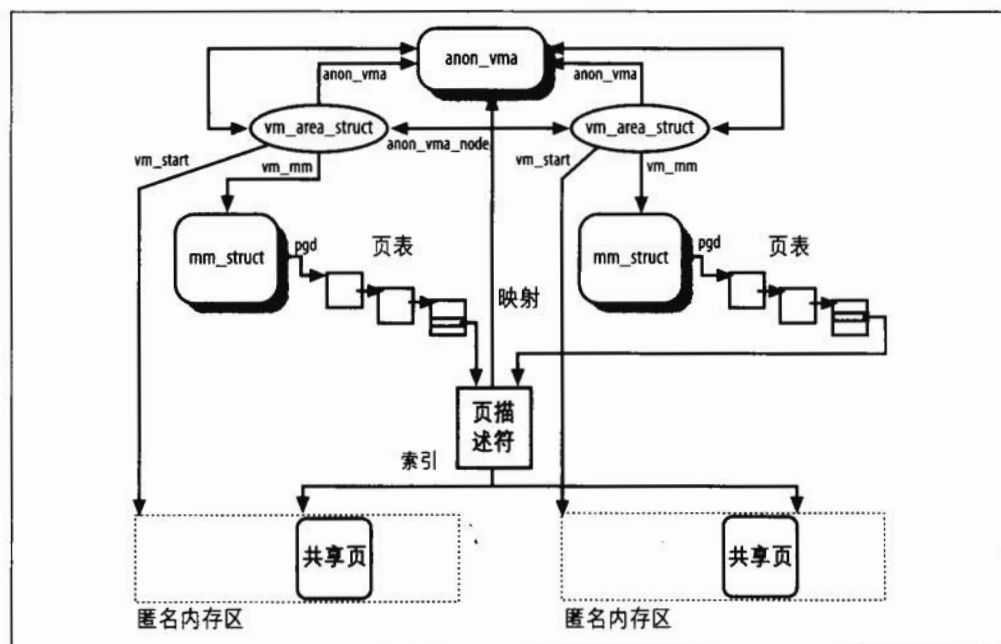 anon_vma
anon_vma
anon_vma
vm_area_struct
vm_area_struct
anon_vma_node
vm_start
vm_mm
vm_start
vm_mm
mm_struct
pgd
页表
mm_struct
pgd
页表
映射
页描
述符
索引
共享页
共享页
匿名内存区
匿名内存区